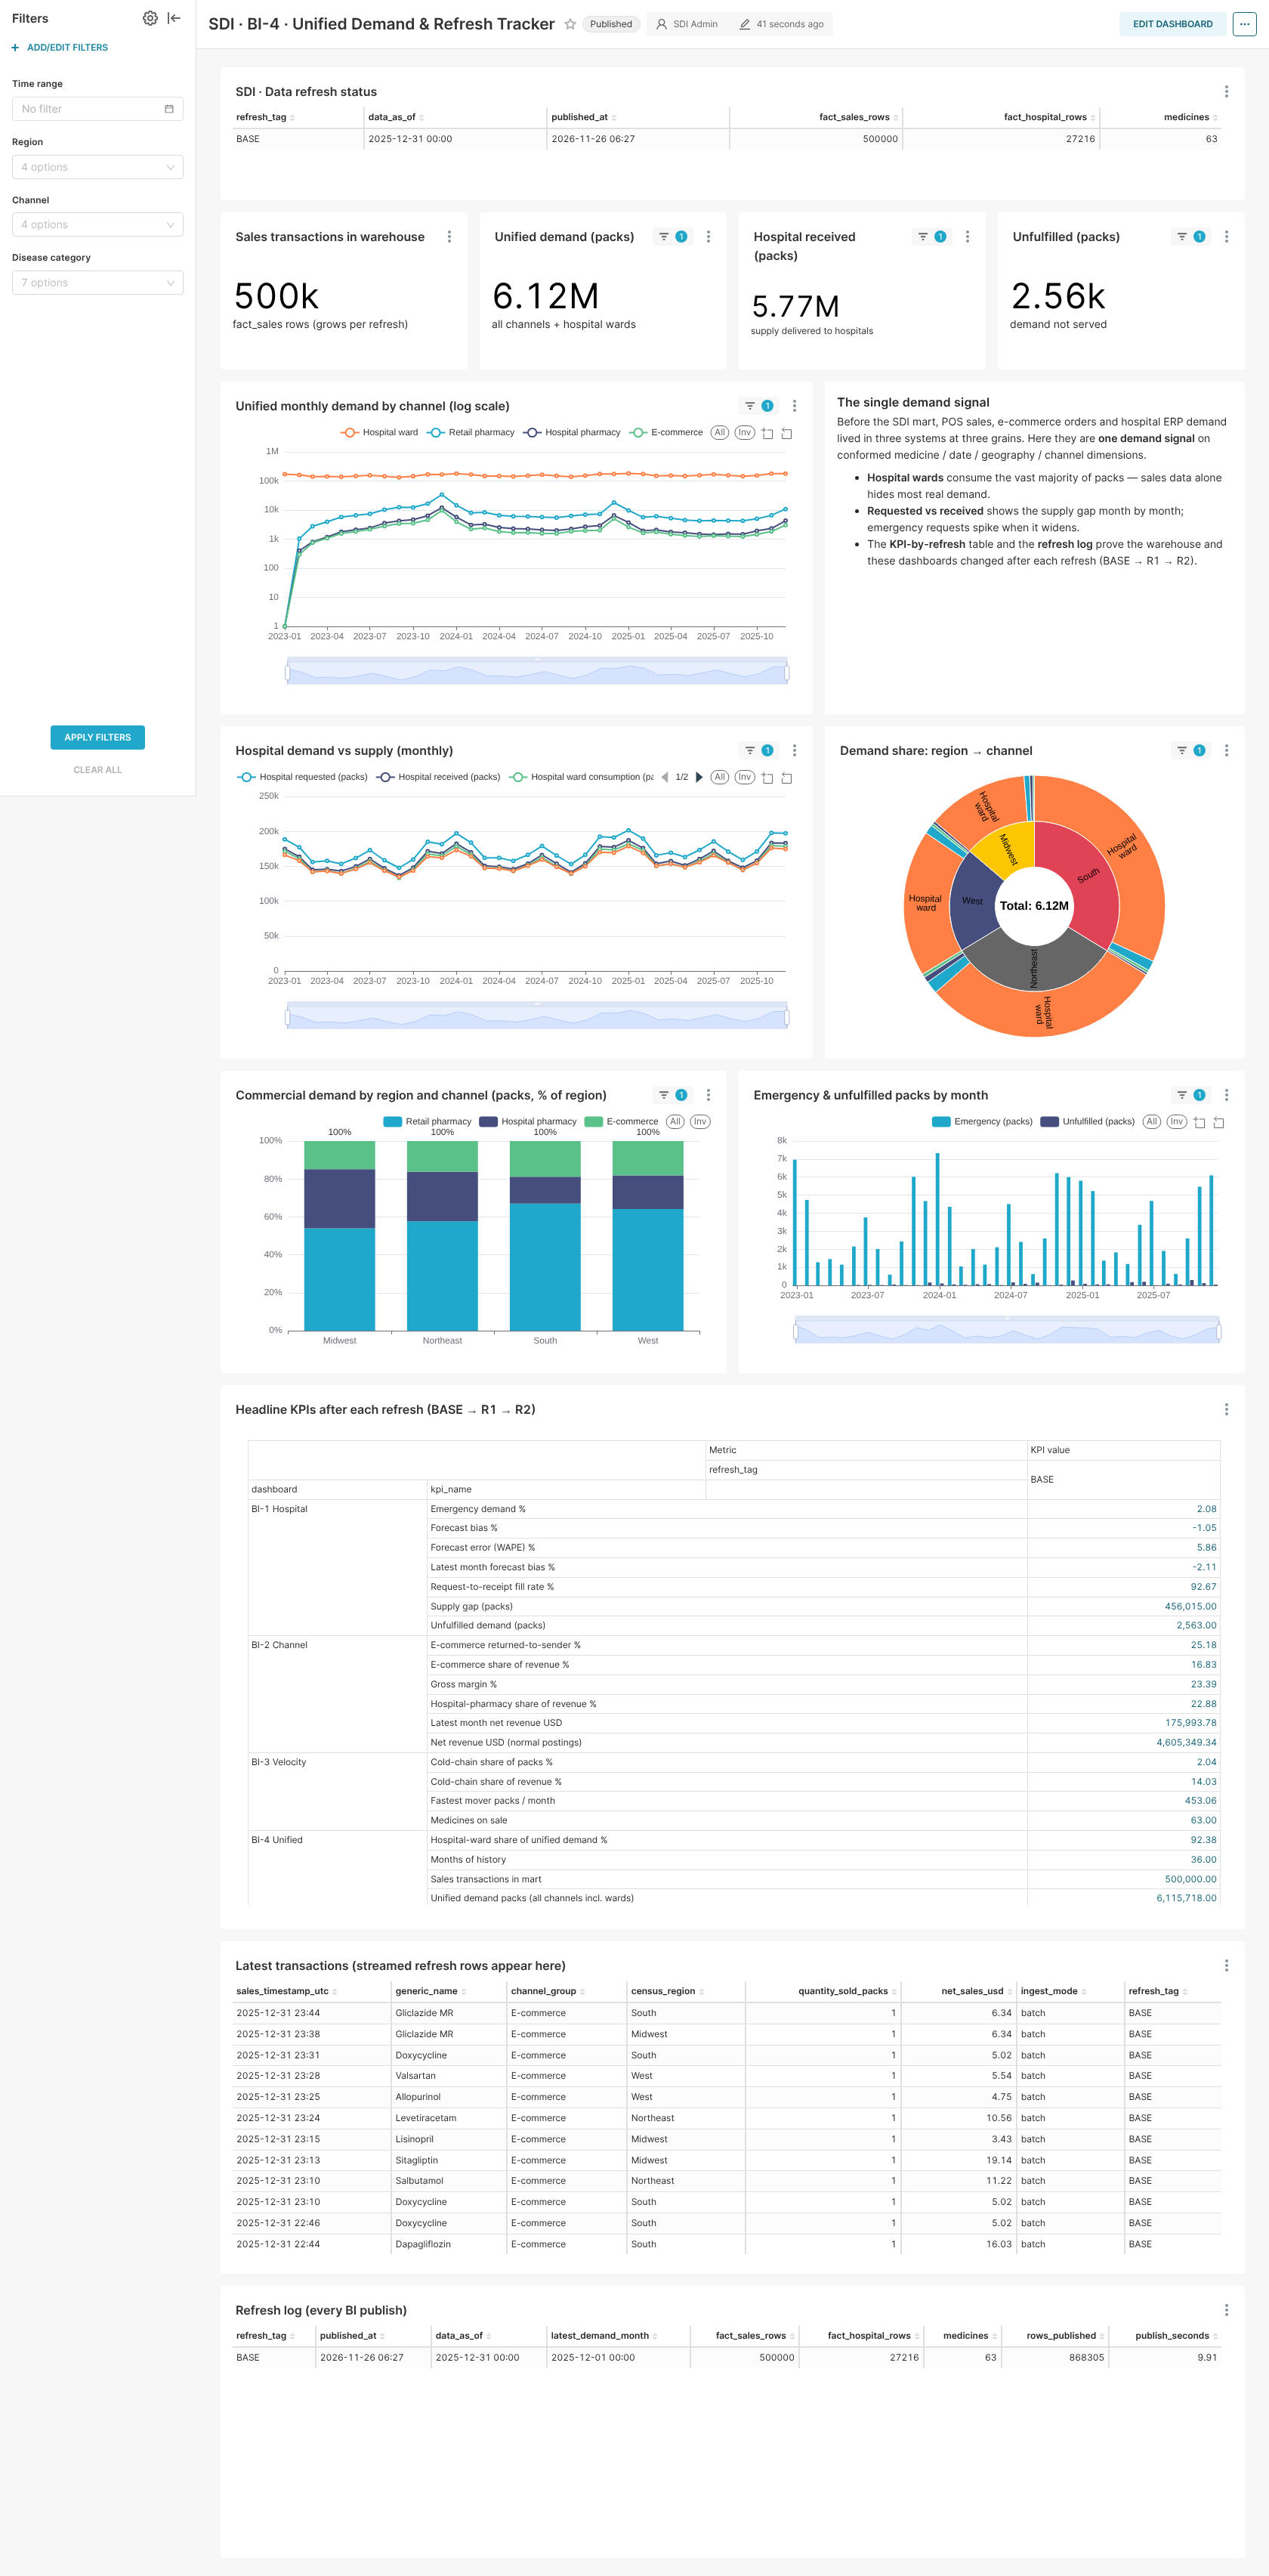 Filters
ADD/EDIT FILTERS
Time range
No filter
Region
4 options
Channel
4 options
Disease category
7 options
APPLY FILTERS
CLEAR ALL
SDI · BI-4 · Unified Demand & Refresh Tracker
Published
SDI Admin
41 seconds ago
EDIT DASHBOARD
SDI · Data refresh status
refresh_tag data_as_of published_at fact_sales_rows fact_hospital_rows medicines
BASE 2025-12-31 00:00 2026-11-26 06:27 500000 27216 63
Sales transactions in warehouse
500k
fact_sales rows (grows per refresh)
Unified demand (packs)
1
6.12M
all channels + hospital wards
Hospital received
(packs)
1
5.77M
supply delivered to hospitals
Unfulfilled (packs)
1
2.56k
demand not served
Unified monthly demand by channel (log scale)
1
Hospital ward Retail pharmacy Hospital pharmacy E-commerce All Inv
1M
100k
10k
1k
100
10
1
2023-01 2023-04 2023-07 2023-10 2024-01 2024-04 2024-07 2024-10 2025-01 2025-04 2025-07 2025-10
The single demand signal
Before the SDI mart, POS sales, e-commerce orders and hospital ERP demand
lived in three systems at three grains. Here they are one demand signal on
conformed medicine / date / geography / channel dimensions.
• Hospital wards consume the vast majority of packs — sales data alone
hides most real demand.
• Requested vs received shows the supply gap month by month;
emergency requests spike when it widens.
• The KPI-by-refresh table and the refresh log prove the warehouse and
these dashboards changed after each refresh (BASE → R1 → R2).
Hospital demand vs supply (monthly)
1
Hospital requested (packs) Hospital received (packs) Hospital ward consumption (pa 1/2 All Inv
250k
200k
150k
100k
50k
0
2023-01 2023-04 2023-07 2023-10 2024-01 2024-04 2024-07 2024-10 2025-01 2025-04 2025-07 2025-10
Demand share: region → channel
1
Hospital
ward
Midwest
Hospital
ward
South
Hospital
ward
West
Total: 6.12M
Northeast
Hospital
ward
Commercial demand by region and channel (packs, % of region)
1
Retail pharmacy Hospital pharmacy E-commerce All Inv
100% 100% 100% 100%
100%
80%
60%
40%
20%
0%
Midwest Northeast South West
Emergency & unfulfilled packs by month
1
Emergency (packs) Unfulfilled (packs) All Inv
8k
7k
6k
5k
4k
3k
2k
1k
0
2023-01 2023-07 2024-01 2024-07 2025-01 2025-07
Headline KPIs after each refresh (BASE → R1 → R2)
Metric KPI value
refresh_tag BASE
dashboard kpi_name
BI-1 Hospital Emergency demand % 2.08
Forecast bias % -1.05
Forecast error (WAPE) % 5.86
Latest month forecast bias % -2.11
Request-to-receipt fill rate % 92.67
Supply gap (packs) 456,015.00
Unfulfilled demand (packs) 2,563.00
BI-2 Channel E-commerce returned-to-sender % 25.18
E-commerce share of revenue % 16.83
Gross margin % 23.39
Hospital-pharmacy share of revenue % 22.88
Latest month net revenue USD 175,993.78
Net revenue USD (normal postings) 4,605,349.34
BI-3 Velocity Cold-chain share of packs % 2.04
Cold-chain share of revenue % 14.03
Fastest mover packs / month 453.06
Medicines on sale 63.00
BI-4 Unified Hospital-ward share of unified demand % 92.38
Months of history 36.00
Sales transactions in mart 500,000.00
Unified demand packs (all channels incl. wards) 6,115,718.00
Latest transactions (streamed refresh rows appear here)
sales_timestamp_utc generic_name channel_group census_region quantity_sold_packs net_sales_usd ingest_mode refresh_tag
2025-12-31 23:44 Gliclazide MR E-commerce South 1 6.34 batch BASE
2025-12-31 23:38 Gliclazide MR E-commerce Midwest 1 6.34 batch BASE
2025-12-31 23:31 Doxycycline E-commerce South 1 5.02 batch BASE
2025-12-31 23:28 Valsartan E-commerce West 1 5.54 batch BASE
2025-12-31 23:25 Allopurinol E-commerce West 1 4.75 batch BASE
2025-12-31 23:24 Levetiracetam E-commerce Northeast 1 10.56 batch BASE
2025-12-31 23:15 Lisinopril E-commerce Midwest 1 3.43 batch BASE
2025-12-31 23:13 Sitagliptin E-commerce Midwest 1 19.14 batch BASE
2025-12-31 23:10 Salbutamol E-commerce Northeast 1 11.22 batch BASE
2025-12-31 23:10 Doxycycline E-commerce South 1 5.02 batch BASE
2025-12-31 22:46 Doxycycline E-commerce South 1 5.02 batch BASE
2025-12-31 22:44 Dapagliflozin E-commerce South 1 16.03 batch BASE
Refresh log (every BI publish)
refresh_tag published_at data_as_of latest_demand_month fact_sales_rows fact_hospital_rows medicines rows_published publish_seconds
BASE 2026-11-26 06:27 2025-12-31 00:00 2025-12-01 00:00 500000 27216 63 868305 9.91